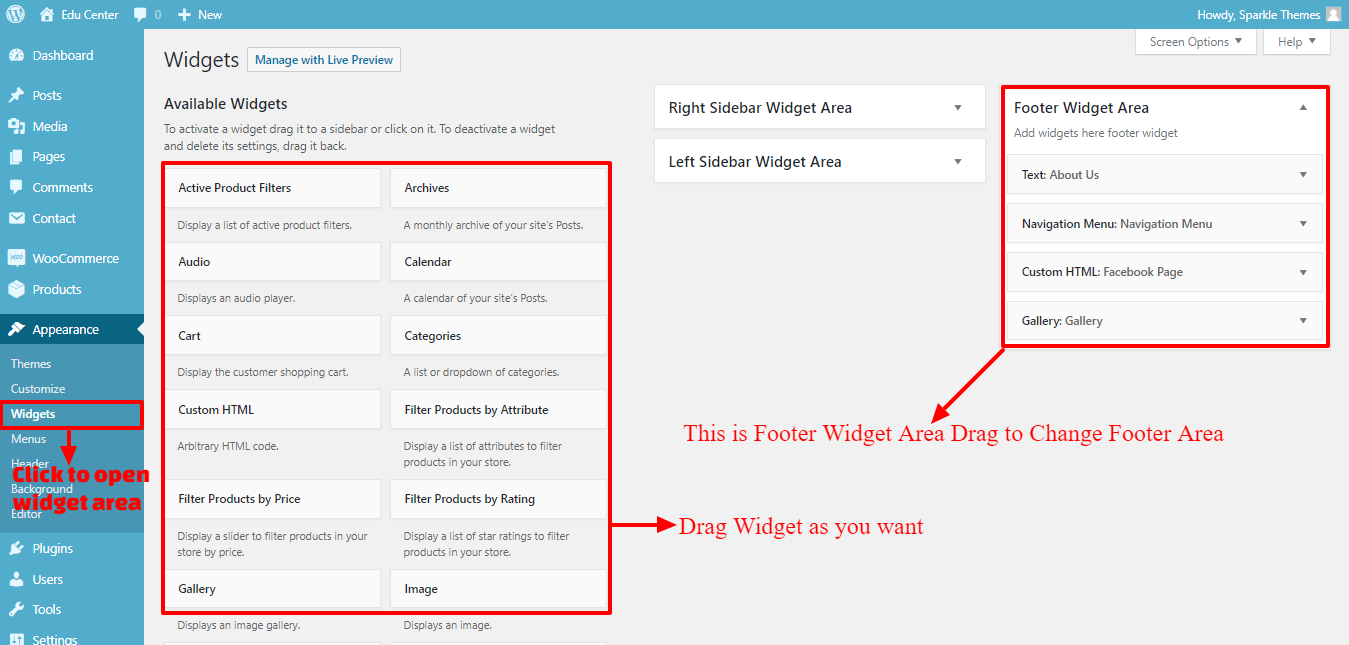 Edu Center
0
New
Howdy, Sparkle Themes
Dashboard
Posts
Media
Pages
Comments
Contact
Woo
WooCommerce
Products
Appearance
Themes
Customize
Widgets
Menus
Header
Click to open
Background
widget area
Editor
Plugins
Users
Tools
Settings
Screen Options
Help
Widgets
Manage with Live Preview
Available Widgets
To activate a widget drag it to a sidebar or click on it. To deactivate a widget
and delete its settings, drag it back.
Active Product Filters
Display a list of active product filters.
Archives
A monthly archive of your site's Posts.
Audio
Displays an audio player.
Calendar
A calendar of your site's Posts.
Cart
Display the customer shopping cart.
Categories
A list or dropdown of categories.
Custom HTML
Arbitrary HTML code.
Filter Products by Attribute
Display a list of attributes to filter
products in your store.
Filter Products by Price
Display a slider to filter products in your
store by price.
Filter Products by Rating
Display a list of star ratings to filter
products in your store.
Gallery
Displays an image gallery.
Image
Displays an image.
Right Sidebar Widget Area
Left Sidebar Widget Area
Footer Widget Area
Add widgets here footer widget
Text: About Us
Navigation Menu: Navigation Menu
Custom HTML: Facebook Page
Gallery: Gallery
This is Footer Widget Area Drag to Change Footer Area
Drag Widget as you want